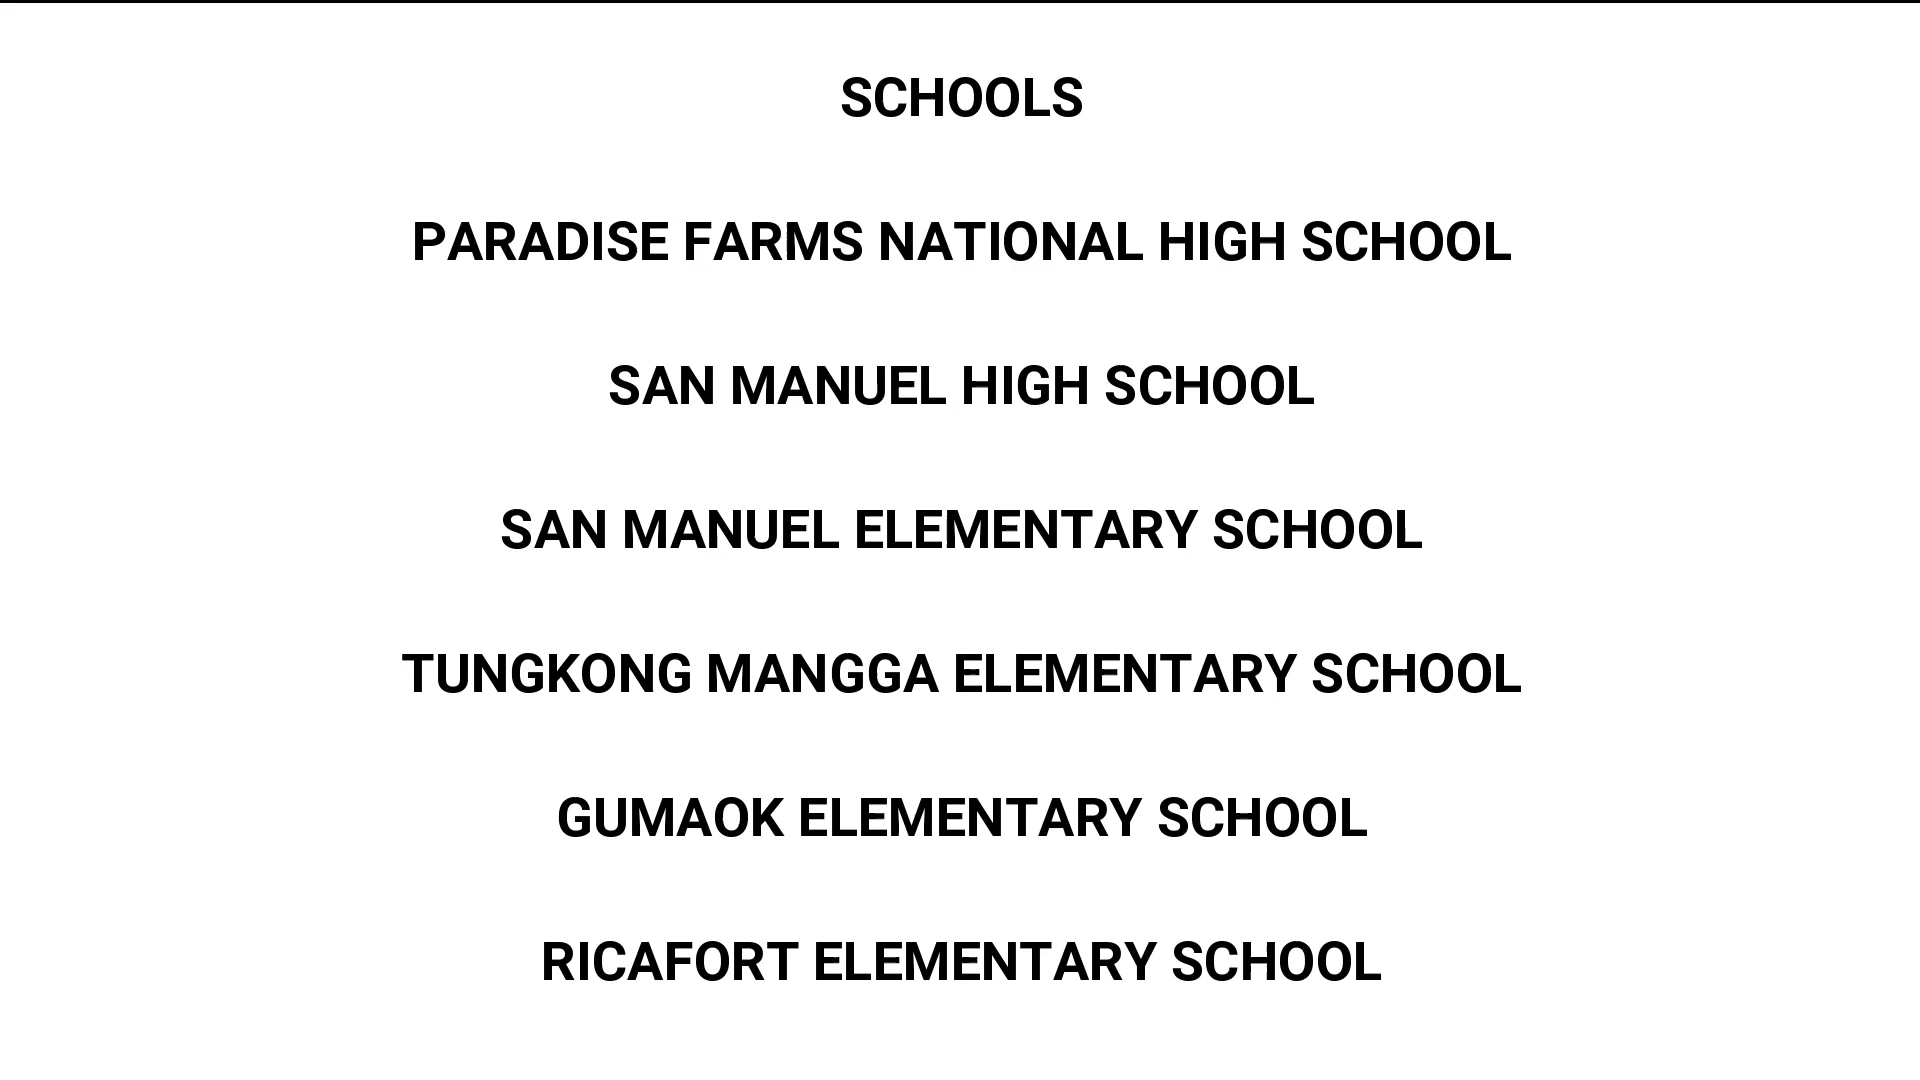 SCHOOLS
PARADISE FARMS NATIONAL HIGH SCHOOL
SAN MANUEL HIGH SCHOOL
SAN MANUEL ELEMENTARY SCHOOL
TUNGKONG MANGGA ELEMENTARY SCHOOL
GUMAOK ELEMENTARY SCHOOL
RICAFORT ELEMENTARY SCHOOL